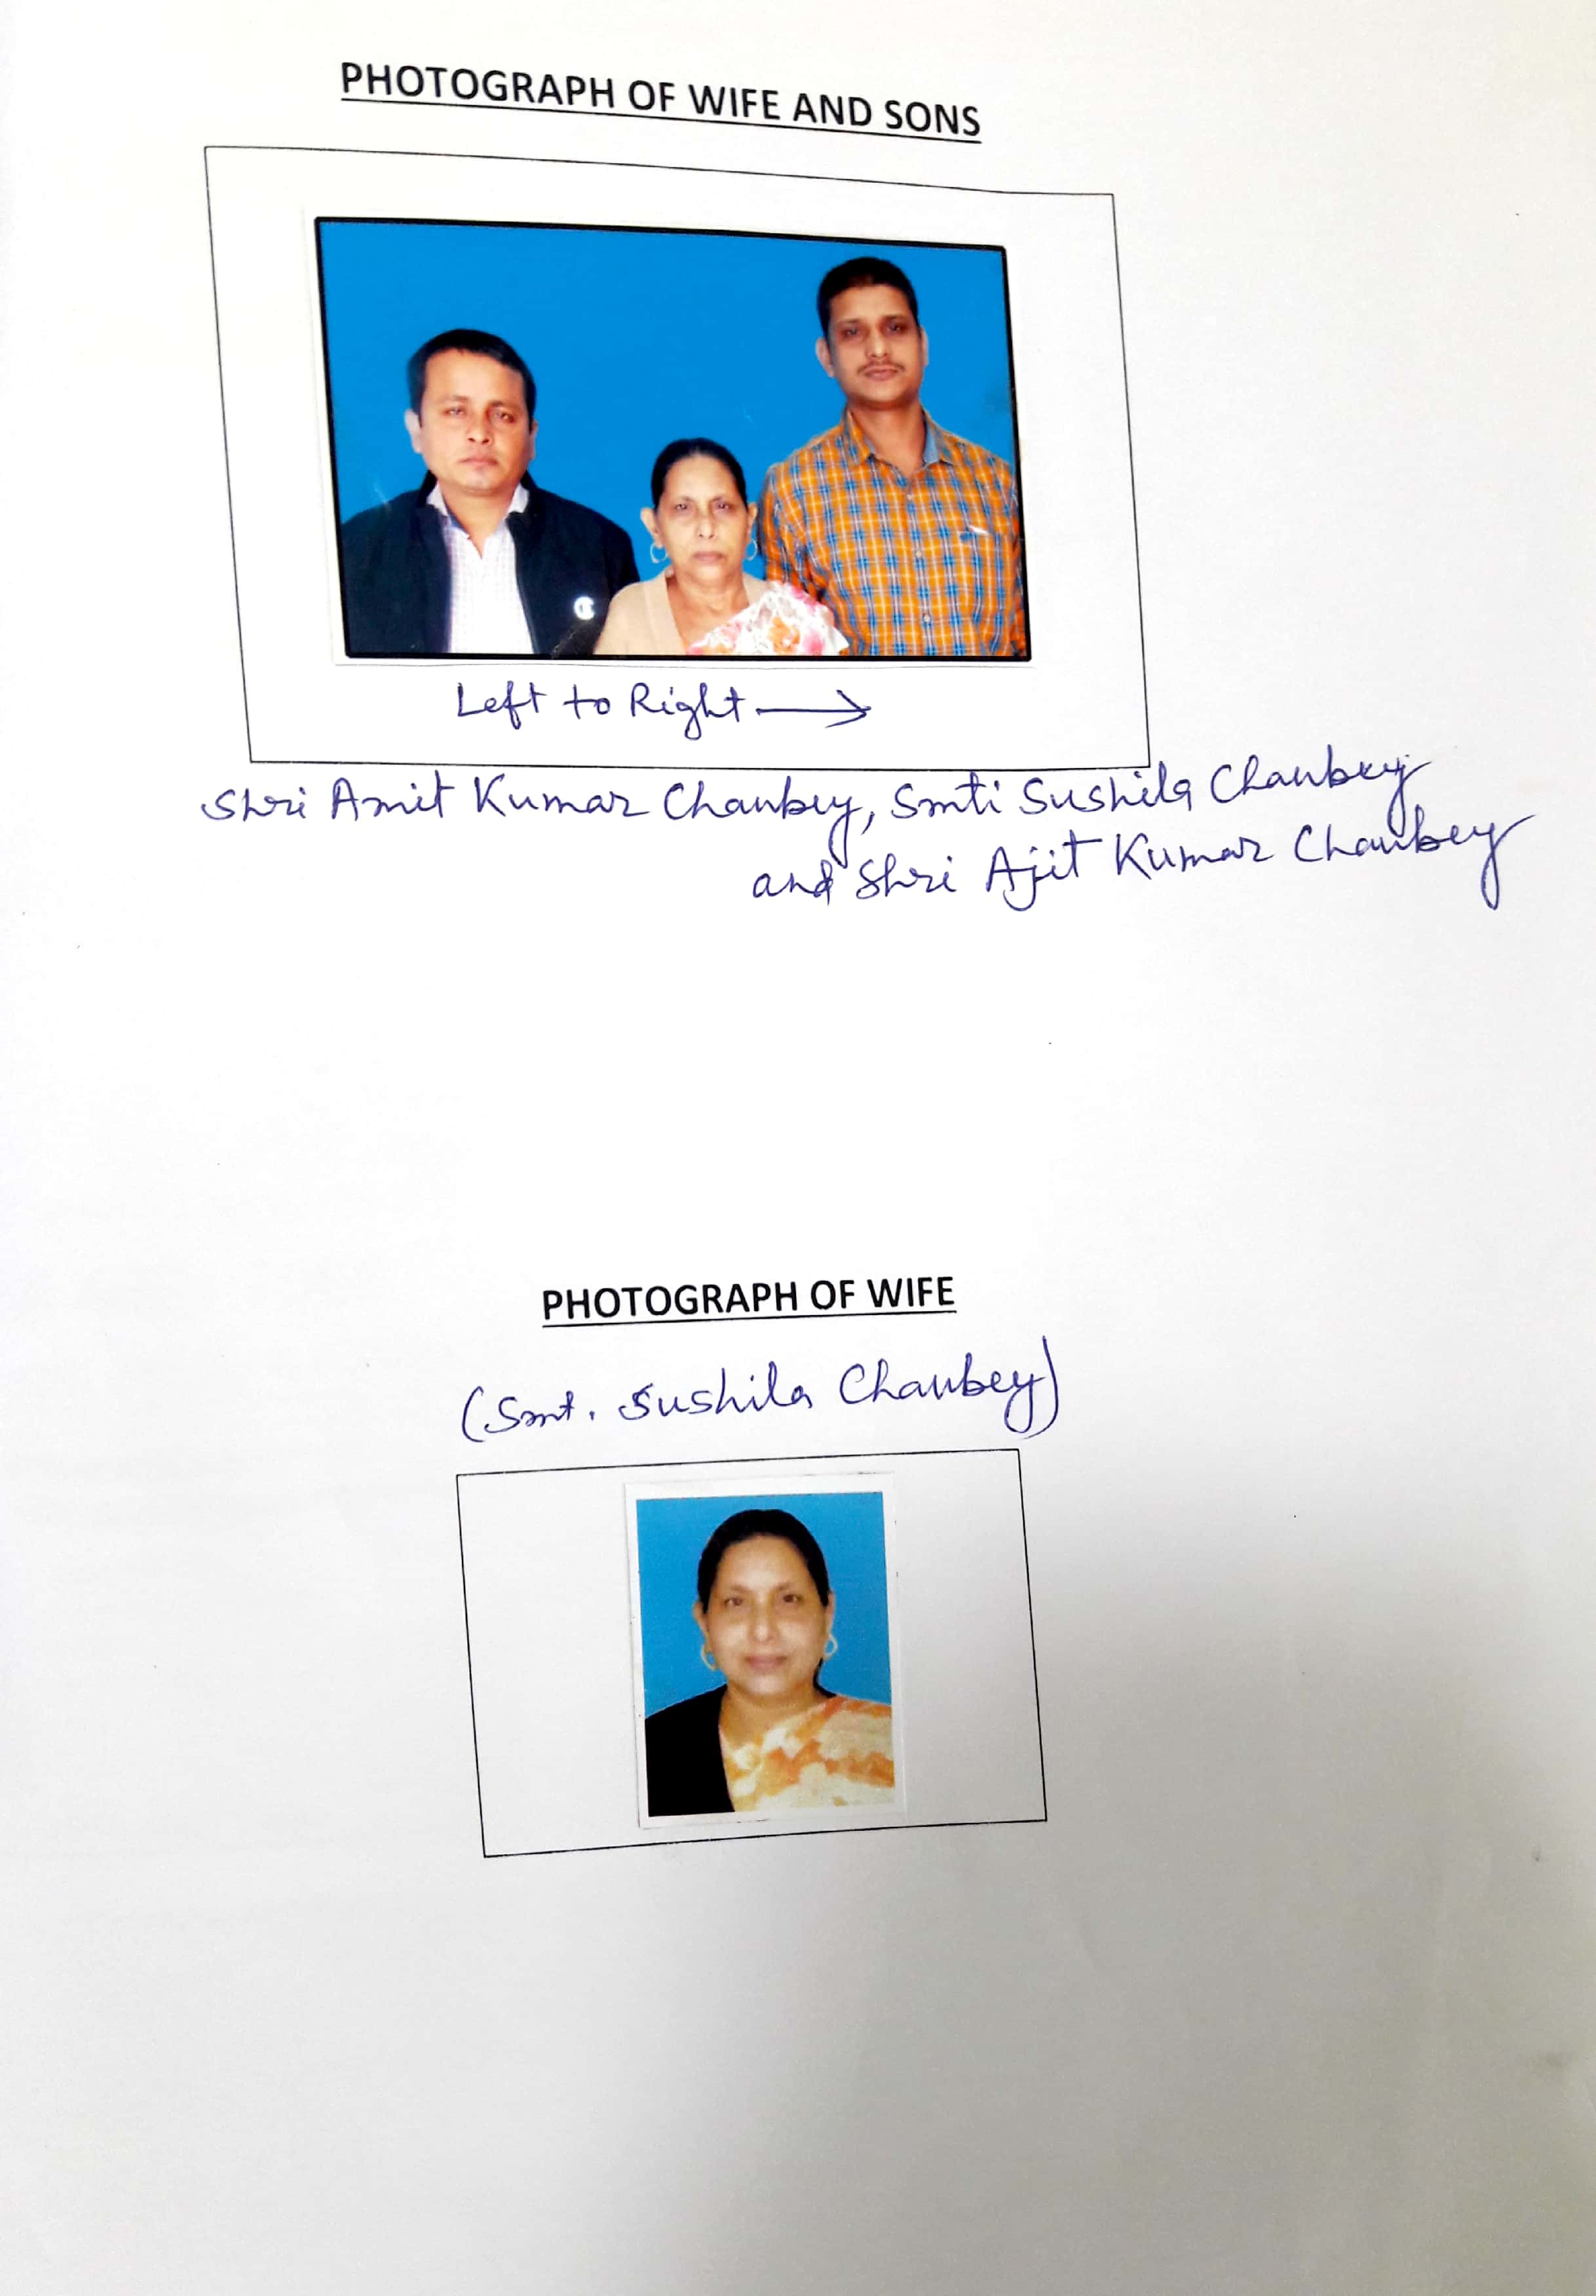 PHOTOGRAPH OF WIFE AND SONS
Left to Right
Shri Amit Kumar Chaubey, Smti Sushila Chaubey
and Shri Ajit Kumar Chaubey
PHOTOGRAPH OF WIFE
(Smt. Sushila Chaubey)